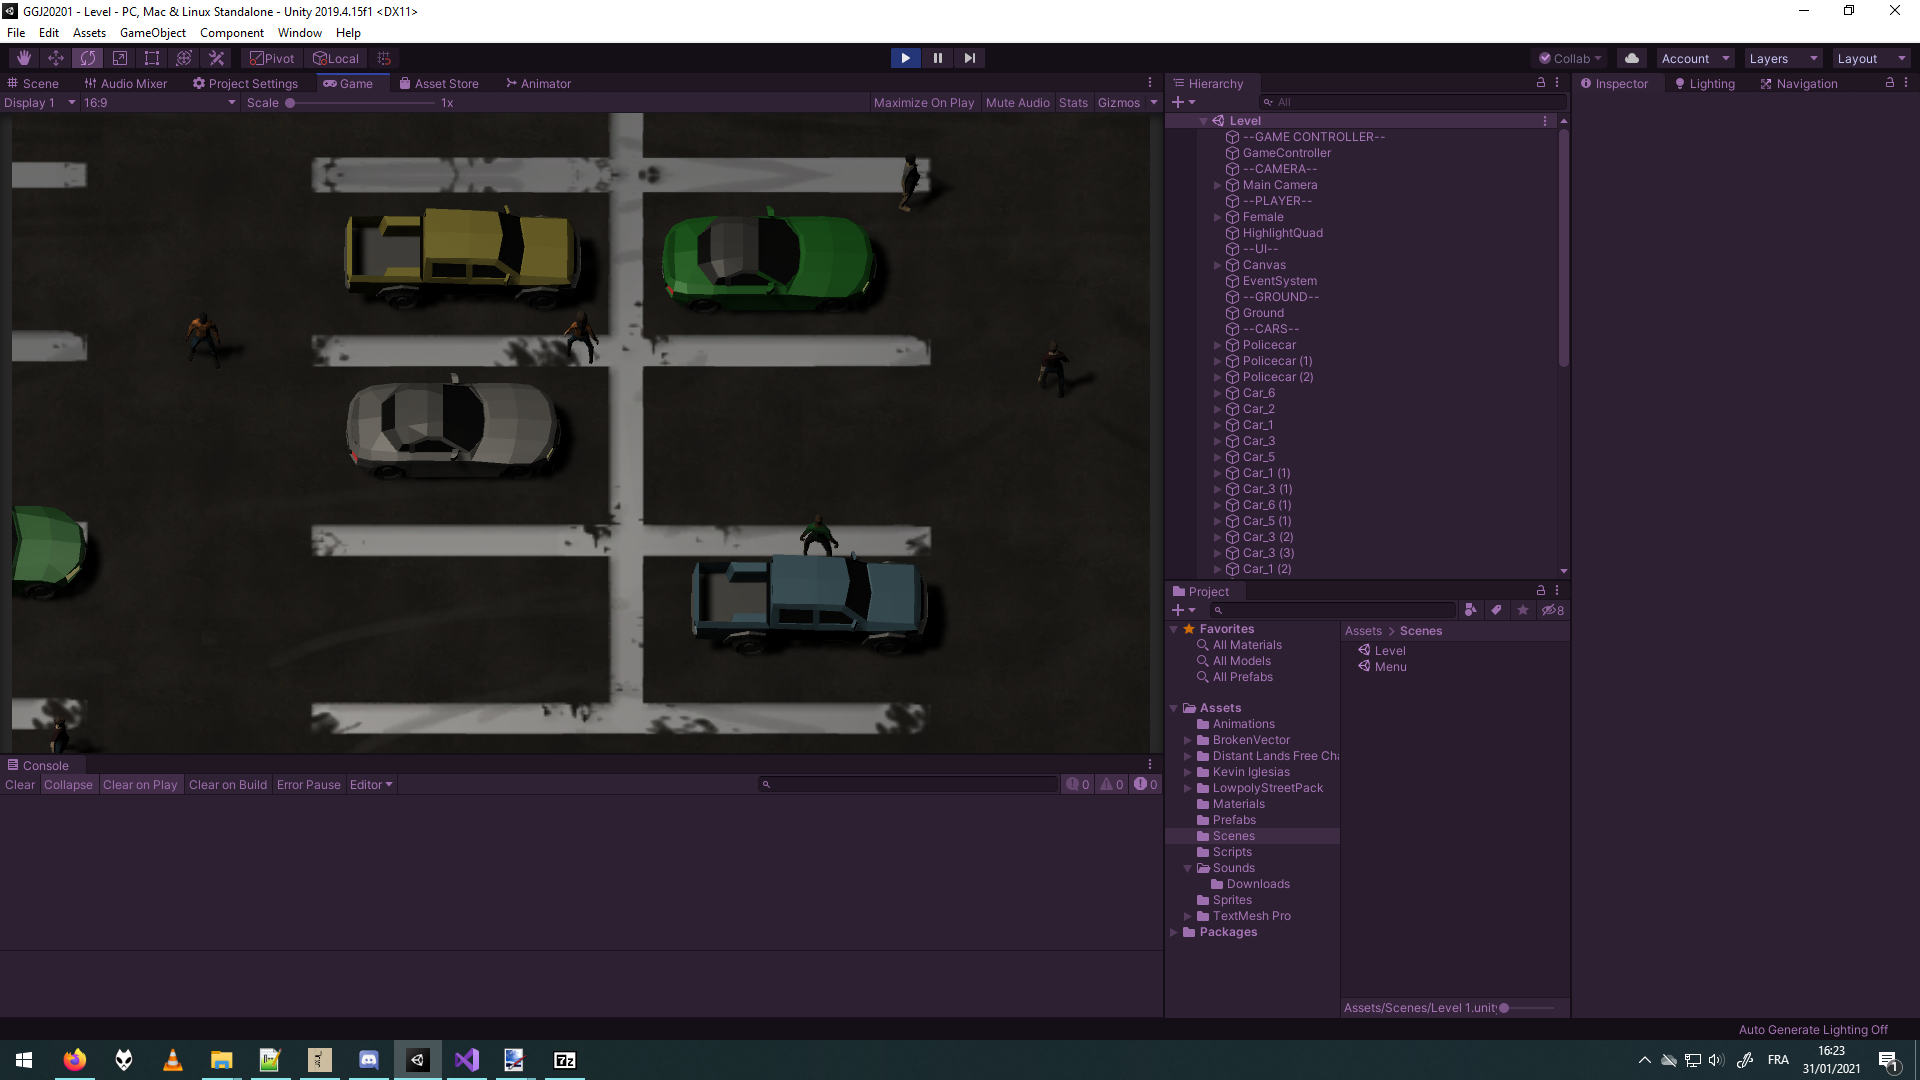 GGJ20201 - Level - PC, Mac & Linux Standalone - Unity 2019.4.15f1 <DX11>
File Edit Assets GameObject Component Window Help
Pivot Local Collab Account Layers Layout
Scene Audio Mixer Project Settings Game Asset Store Animator
Display 1 16:9 Scale 1x Maximize On Play Mute Audio Stats Gizmos
Hierarchy
All
Level
--GAME CONTROLLER--
GameController
--CAMERA--
Main Camera
--PLAYER--
Female
HighlightQuad
--UI--
Canvas
EventSystem
--GROUND--
Ground
--CARS--
Policecar
Policecar (1)
Policecar (2)
Car_6
Car_2
Car_1
Car_3
Car_5
Car_1 (1)
Car_3 (1)
Car_6 (1)
Car_5 (1)
Car_3 (2)
Car_3 (3)
Car_1 (2)
Inspector Lighting Navigation
Project
8
Favorites
All Materials
All Models
All Prefabs
Assets
Animations
BrokenVector
Distant Lands Free Cha
Kevin Iglesias
LowpolyStreetPack
Materials
Prefabs
Scenes
Scripts
Sounds
Downloads
Sprites
TextMesh Pro
Packages
Assets > Scenes
Level
Menu
Assets/Scenes/Level 1.unity
Console
Clear Collapse Clear on Play Clear on Build Error Pause Editor 0 0 0
Auto Generate Lighting Off
7z
FRA
16:23
31/01/2021
1